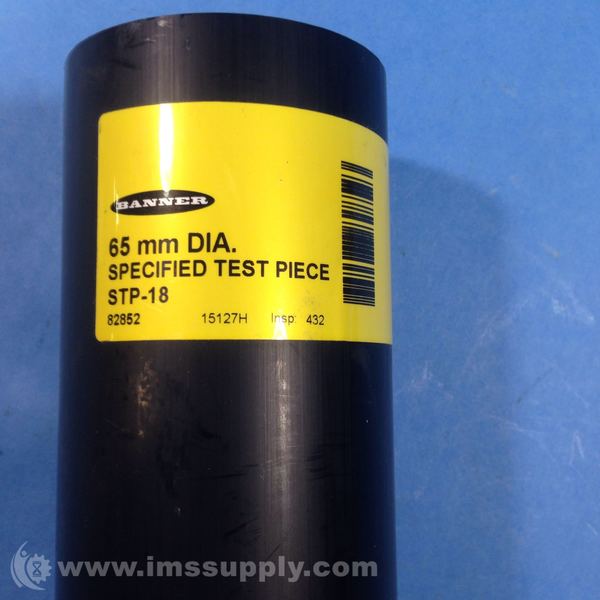 BANNER
65 mm DIA.
SPECIFIED TEST PIECE
STP-18
82852 15127H Insp: 432
www.imssupply.com